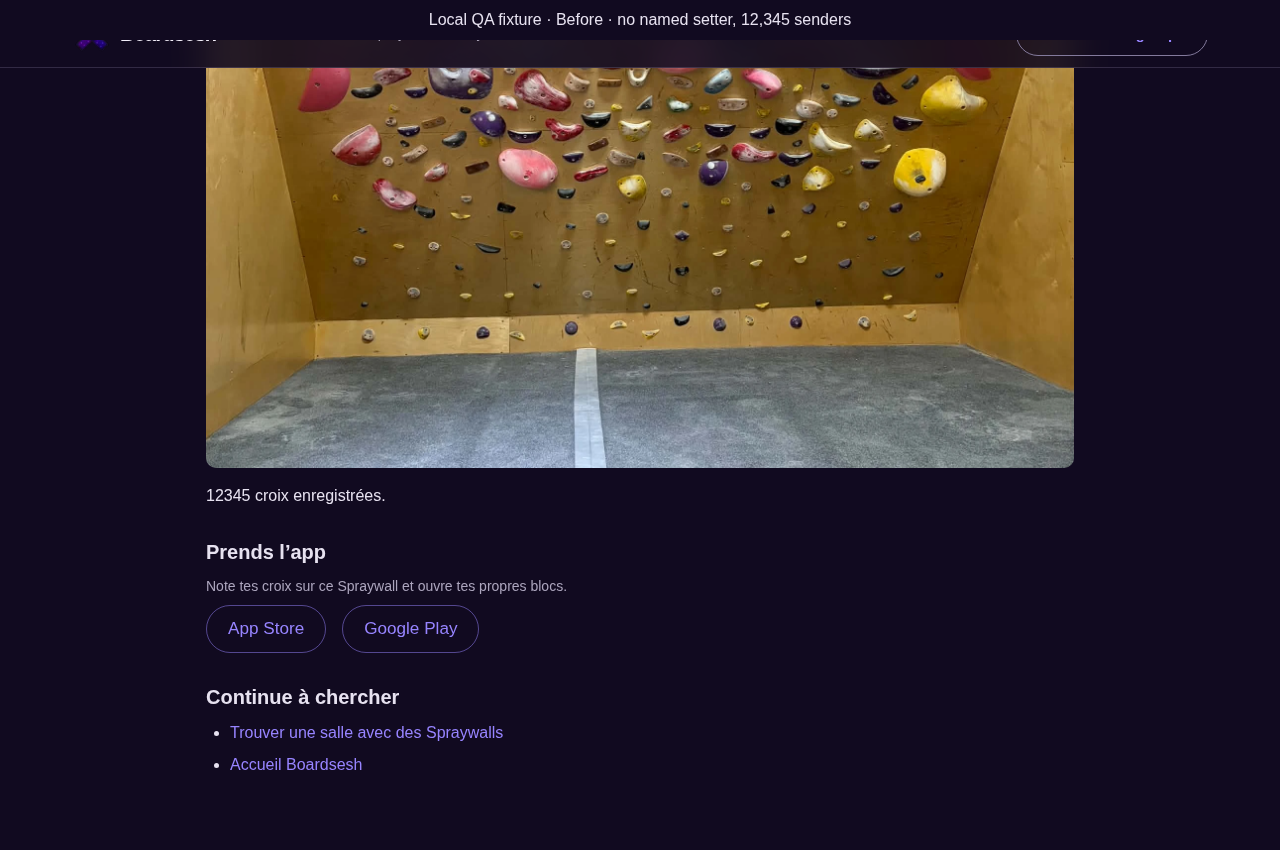 Local QA fixture · Before · no named setter, 12,345 senders
12345 croix enregistrées.
Prends l’app
Note tes croix sur ce Spraywall et ouvre tes propres blocs.
App Store
Google Play
Continue à chercher
Trouver une salle avec des Spraywalls
Accueil Boardsesh